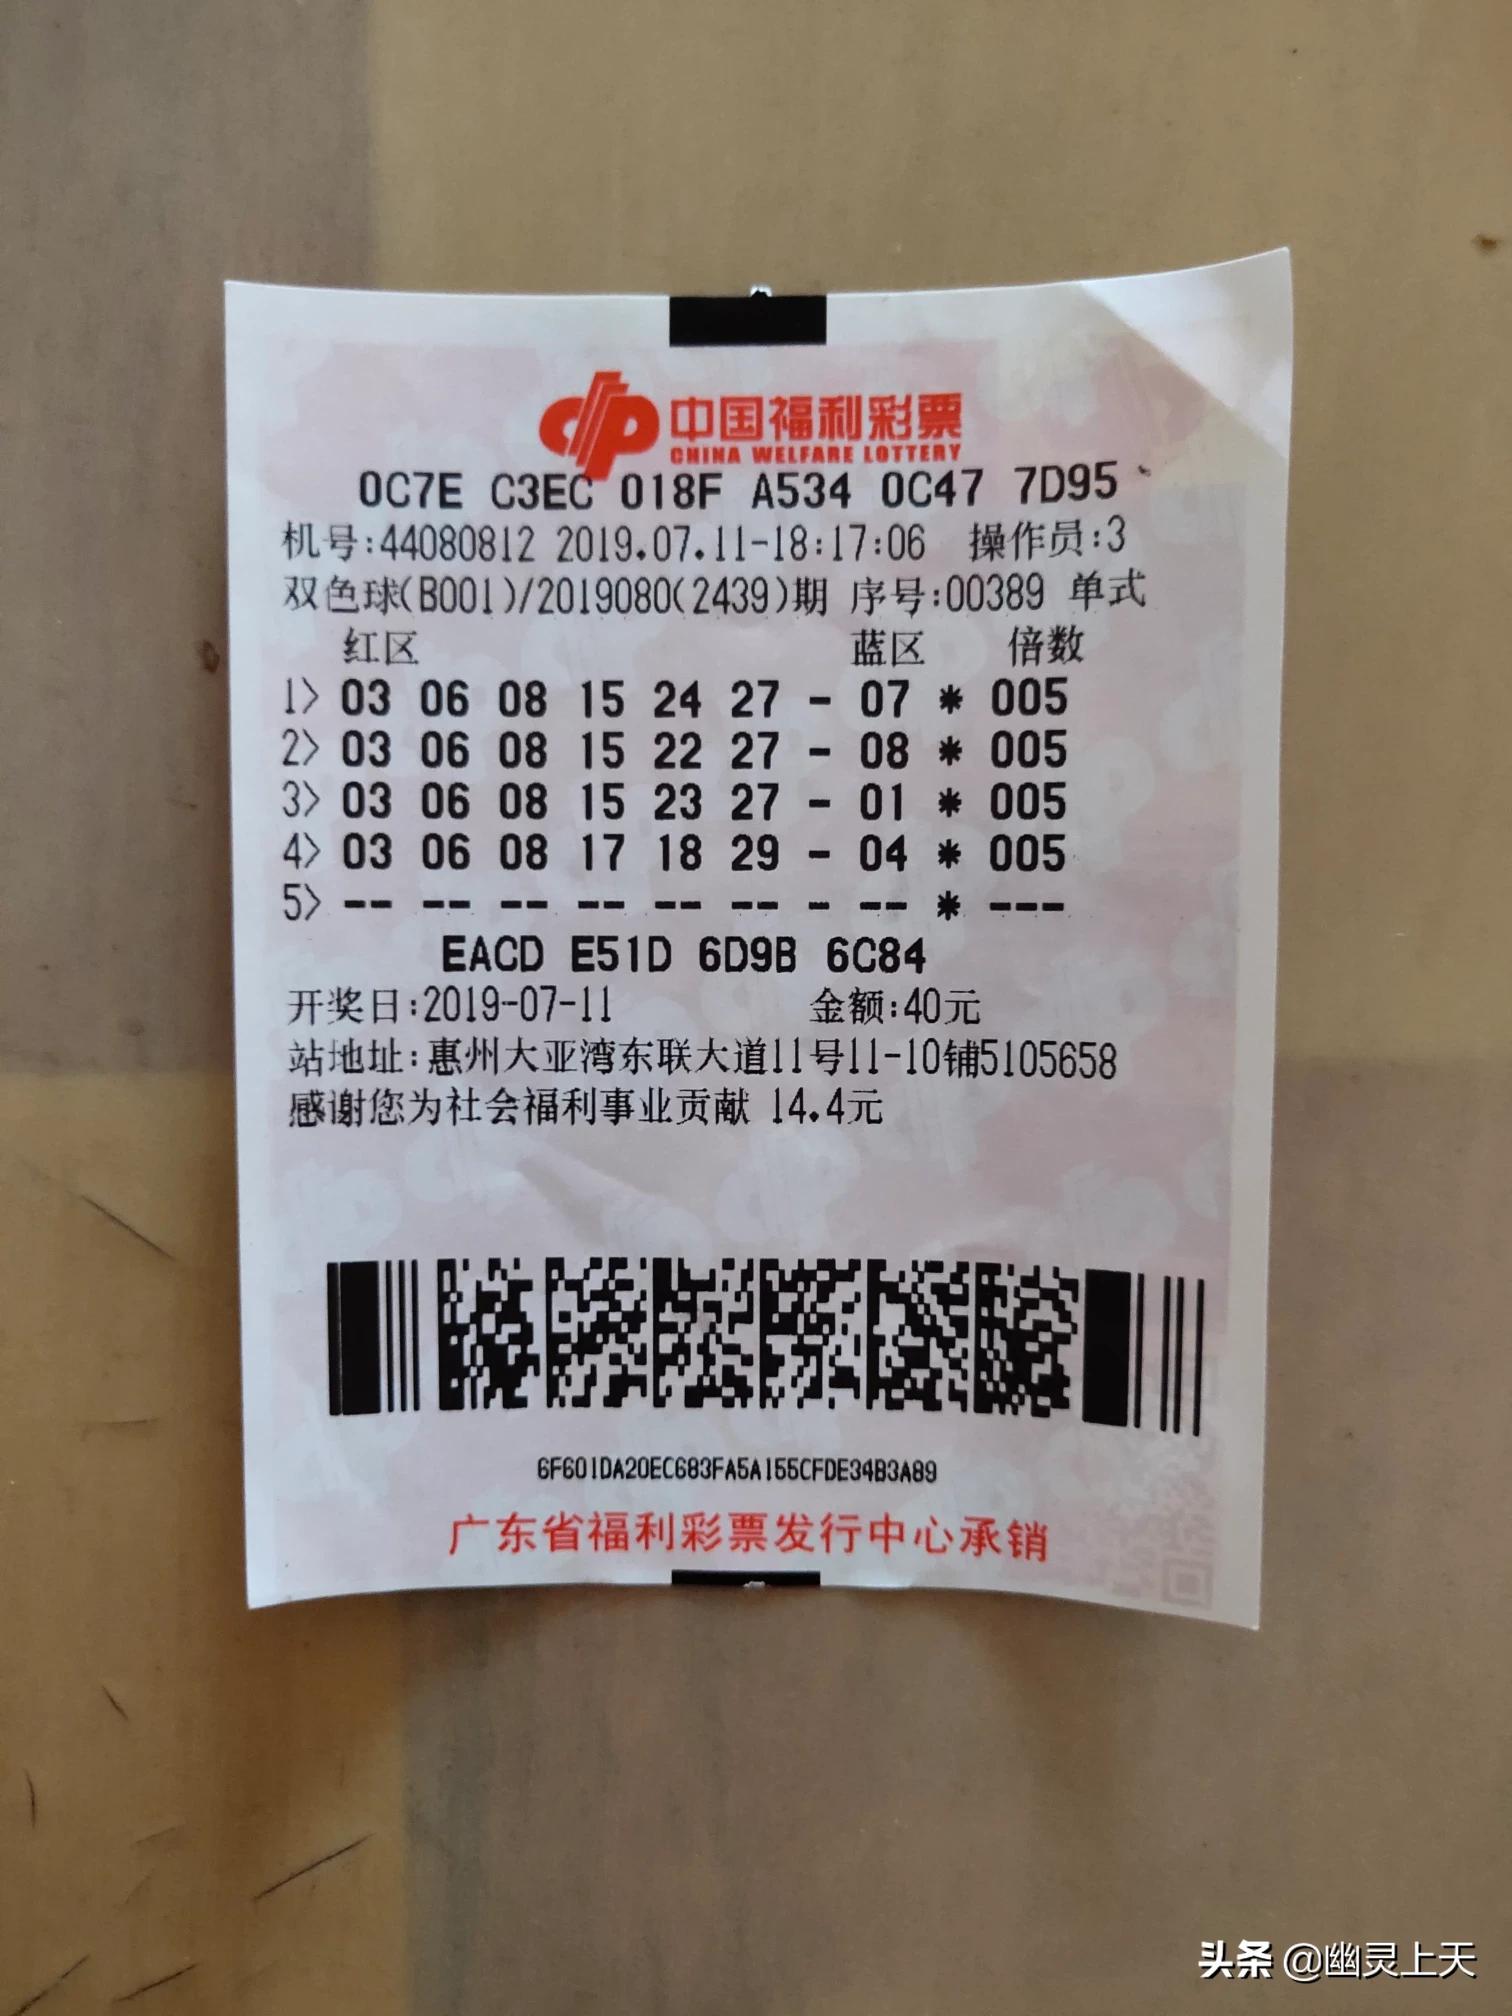 中国福利彩票
CHINA WELFARE LOTTERY
0C7E C3EC 018F A534 0C47 7D95
机号:44080812 2019.07.11-18:17:06 操作员:3
双色球(B001)/2019080(2439)期 序号:00389 单式
红区 蓝区 倍数
1> 03 06 08 15 24 27 - 07 * 005
2> 03 06 08 15 22 27 - 08 * 005
3> 03 06 08 15 23 27 - 01 * 005
4> 03 06 08 17 18 29 - 04 * 005
5> -- -- -- -- -- -- - -- * ---
EACD E51D 6D9B 6C84
开奖日:2019-07-11 金额:40元
站地址:惠州大亚湾东联大道11号11-10铺5105658
感谢您为社会福利事业贡献 14.4元
6F601DA20EC683FA5A155CFDE34B3A89
广东省福利彩票发行中心承销
头条 @幽灵上天